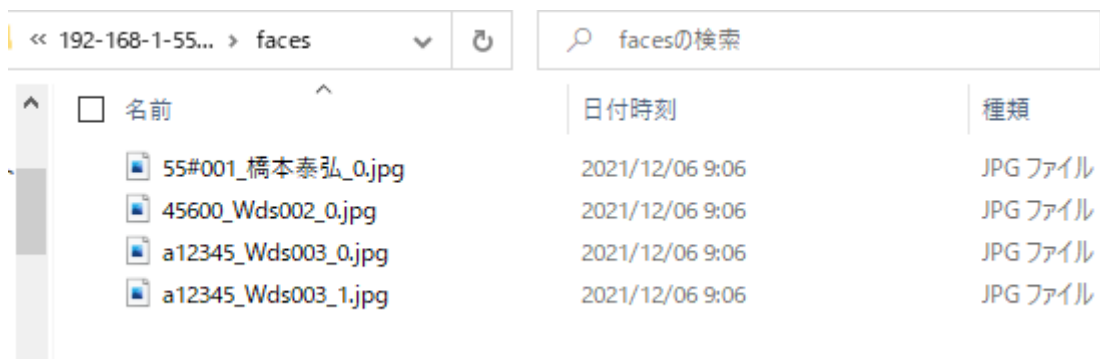 « 192-168-1-55... › faces
facesの検索
名前 日付時刻 種類
55#001_橋本泰弘_0.jpg 2021/12/06 9:06 JPG ファイル
45600_Wds002_0.jpg 2021/12/06 9:06 JPG ファイル
a12345_Wds003_0.jpg 2021/12/06 9:06 JPG ファイル
a12345_Wds003_1.jpg 2021/12/06 9:06 JPG ファイル